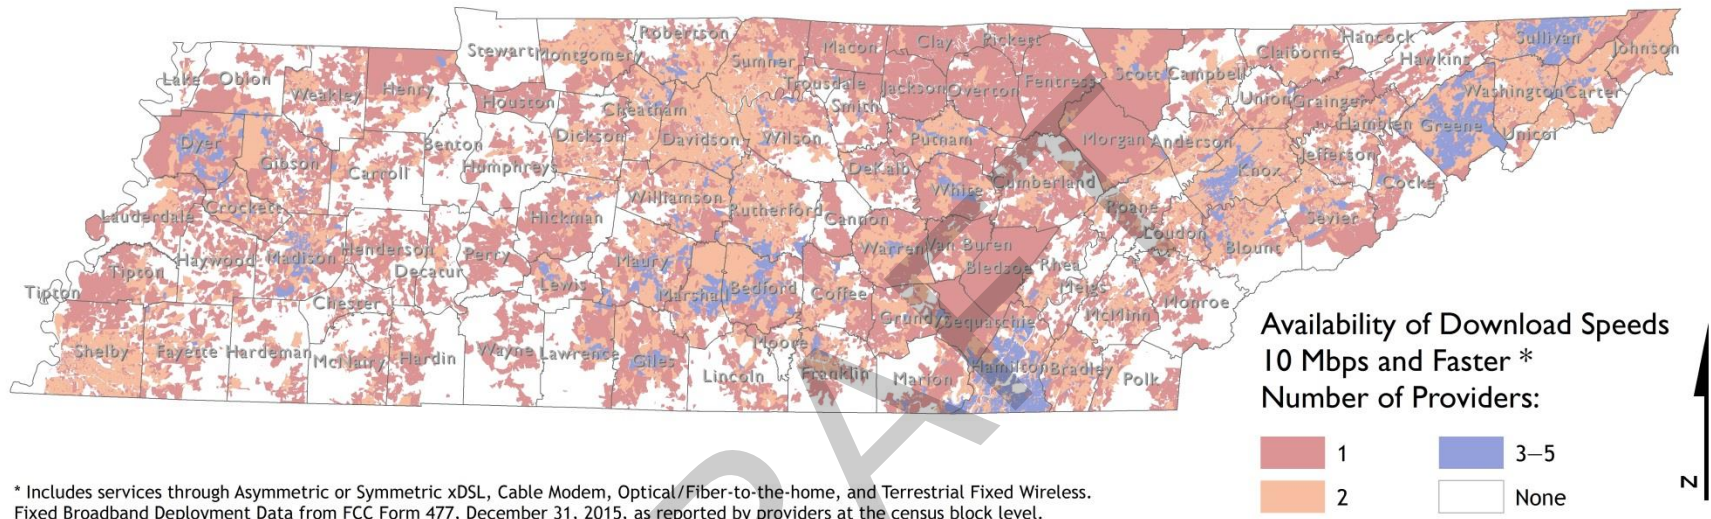 Stewart
Montgomery
Robertson
Sumner
Macon
Clay
Pickett
Scott
Campbell
Claiborne
Hancock
Hawkins
Sullivan
Johnson
Lake
Obion
Weakley
Henry
Houston
Cheatham
Trousdale
Smith
Jackson
Overton
Fentress
Union
Grainger
Hamblen
Greene
Washington
Carter
Unicoi
Dyer
Gibson
Carroll
Benton
Humphreys
Dickson
Davidson
Wilson
DeKalb
Putnam
White
Cumberland
Morgan
Anderson
Knox
Jefferson
Cocke
Lauderdale
Crockett
Hickman
Williamson
Rutherford
Cannon
Warren
Van Buren
Bledsoe
Rhea
Roane
Loudon
Blount
Sevier
Tipton
Tipton
Haywood
Madison
Henderson
Decatur
Perry
Lewis
Maury
Marshall
Bedford
Coffee
Grundy
Sequatchie
Meigs
McMinn
Monroe
Shelby
Fayette
Hardeman
Chester
McNairy
Hardin
Wayne
Lawrence
Giles
Lincoln
Moore
Franklin
Marion
Hamilton
Bradley
Polk
Availability of Download Speeds
10 Mbps and Faster *
Number of Providers:
1
3–5
2
None
N
* Includes services through Asymmetric or Symmetric xDSL, Cable Modem, Optical/Fiber-to-the-home, and Terrestrial Fixed Wireless.
Fixed Broadband Deployment Data from FCC Form 477, December 31, 2015, as reported by providers at the census block level.